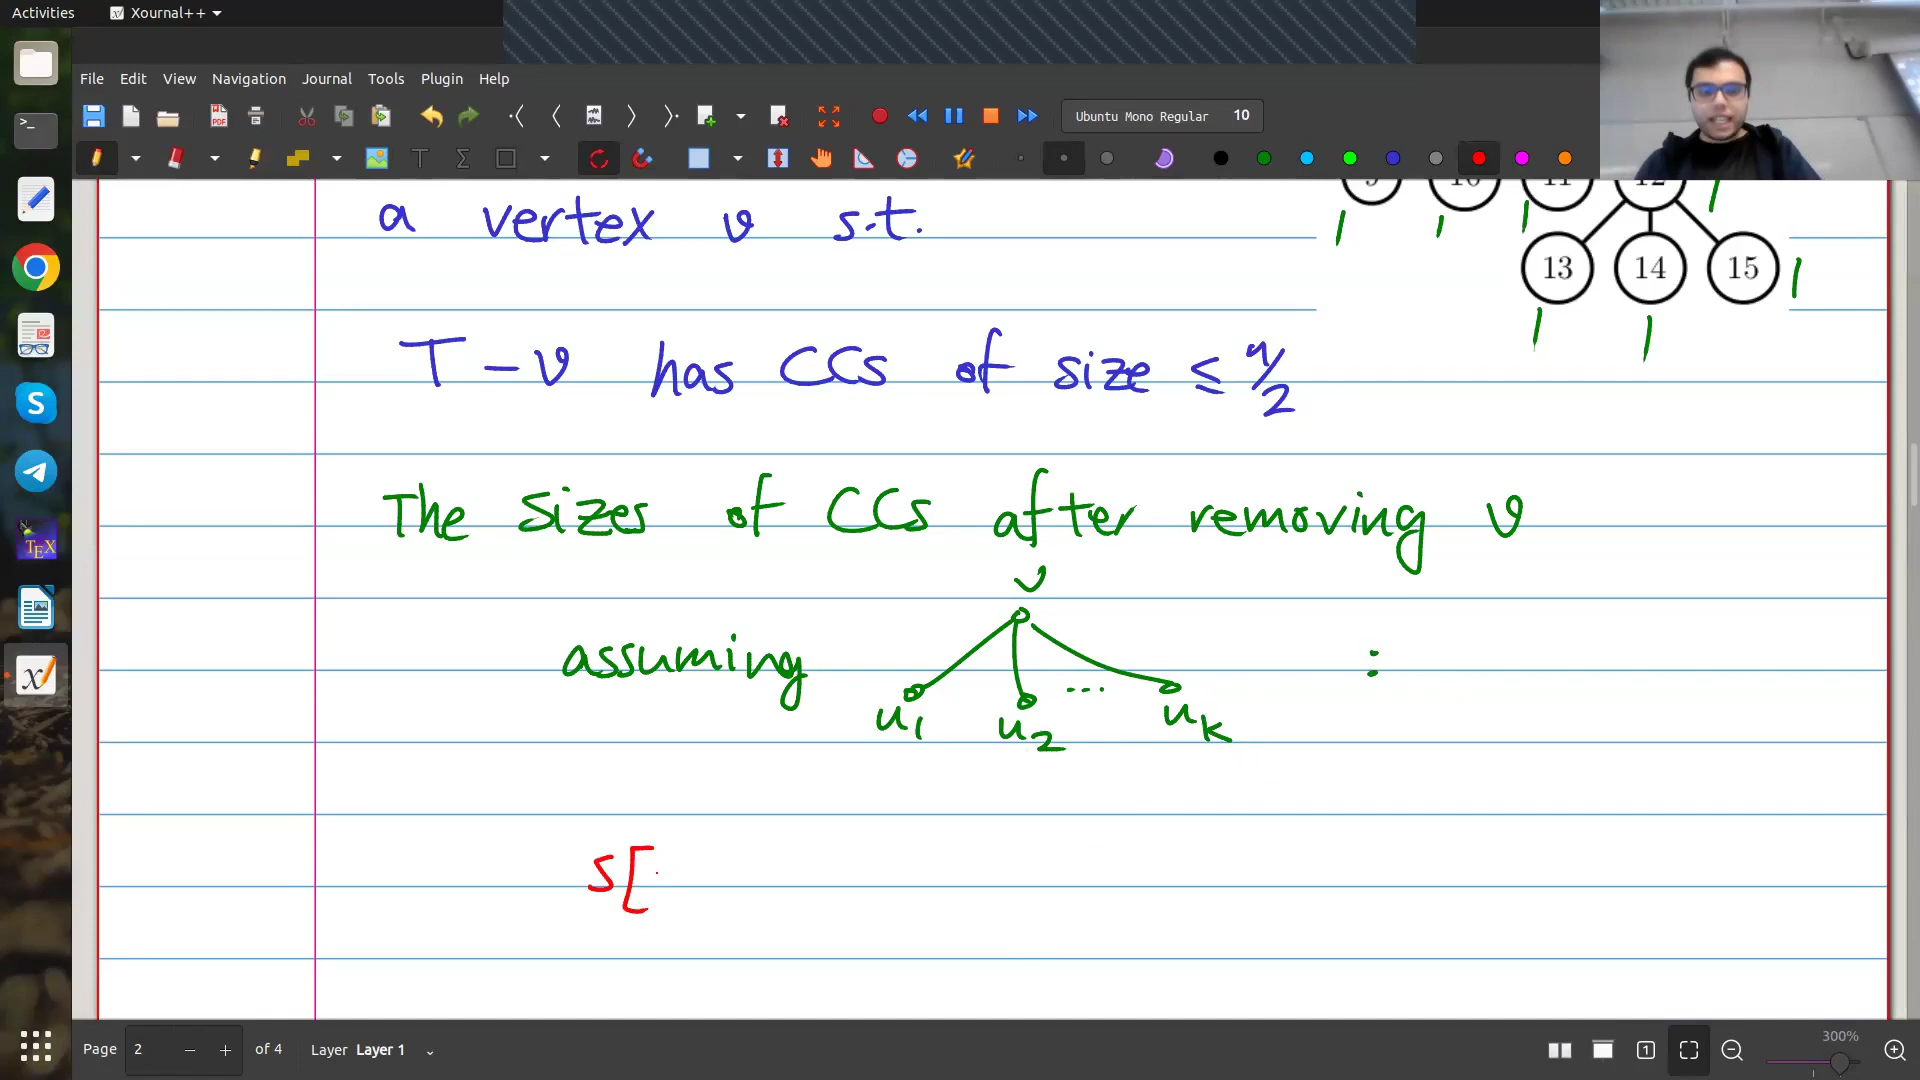 Activities Xournal++
File Edit View Navigation Journal Tools Plugin Help
Ubuntu Mono Regular 10
a vertex v s.t.
13 14 15
T - v has CCs of size ≤ n/2
The sizes of CCs after removing v
v
assuming :
u1 u2 ... uk
s[
Page 2 - + of 4 Layer Layer 1
300%